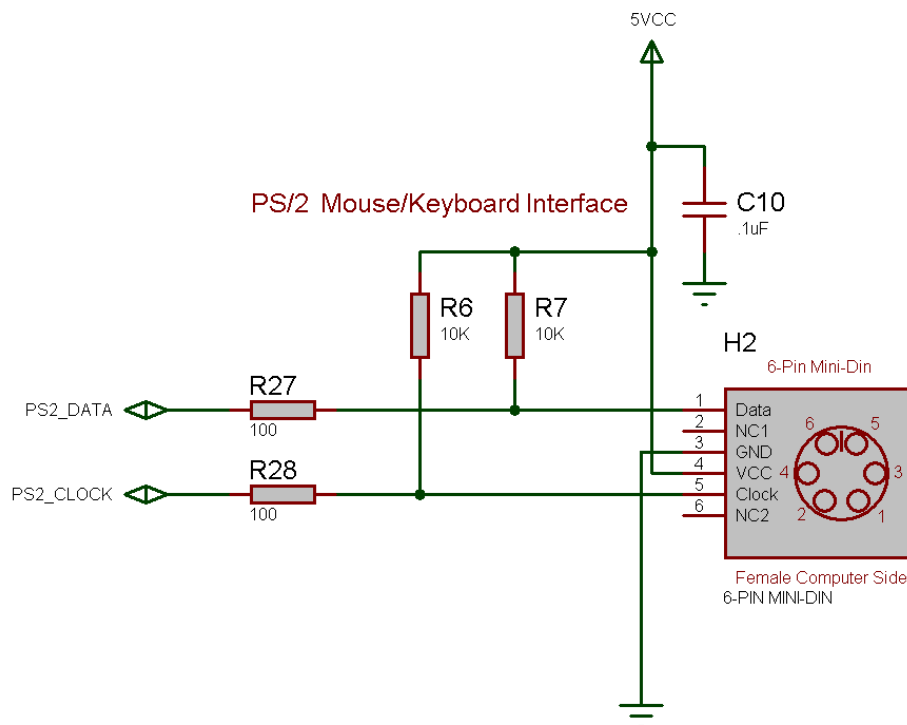 5VCC
PS/2 Mouse/Keyboard Interface
C10
.1uF
R6
10K
R7
10K
H2
6-Pin Mini-Din
R27
PS2_DATA
100
1
Data
2
NC1
3
GND
4
VCC
5
Clock
6
NC2
6
5
4
3
2
1
R28
PS2_CLOCK
100
Female Computer Side
6-PIN MINI-DIN